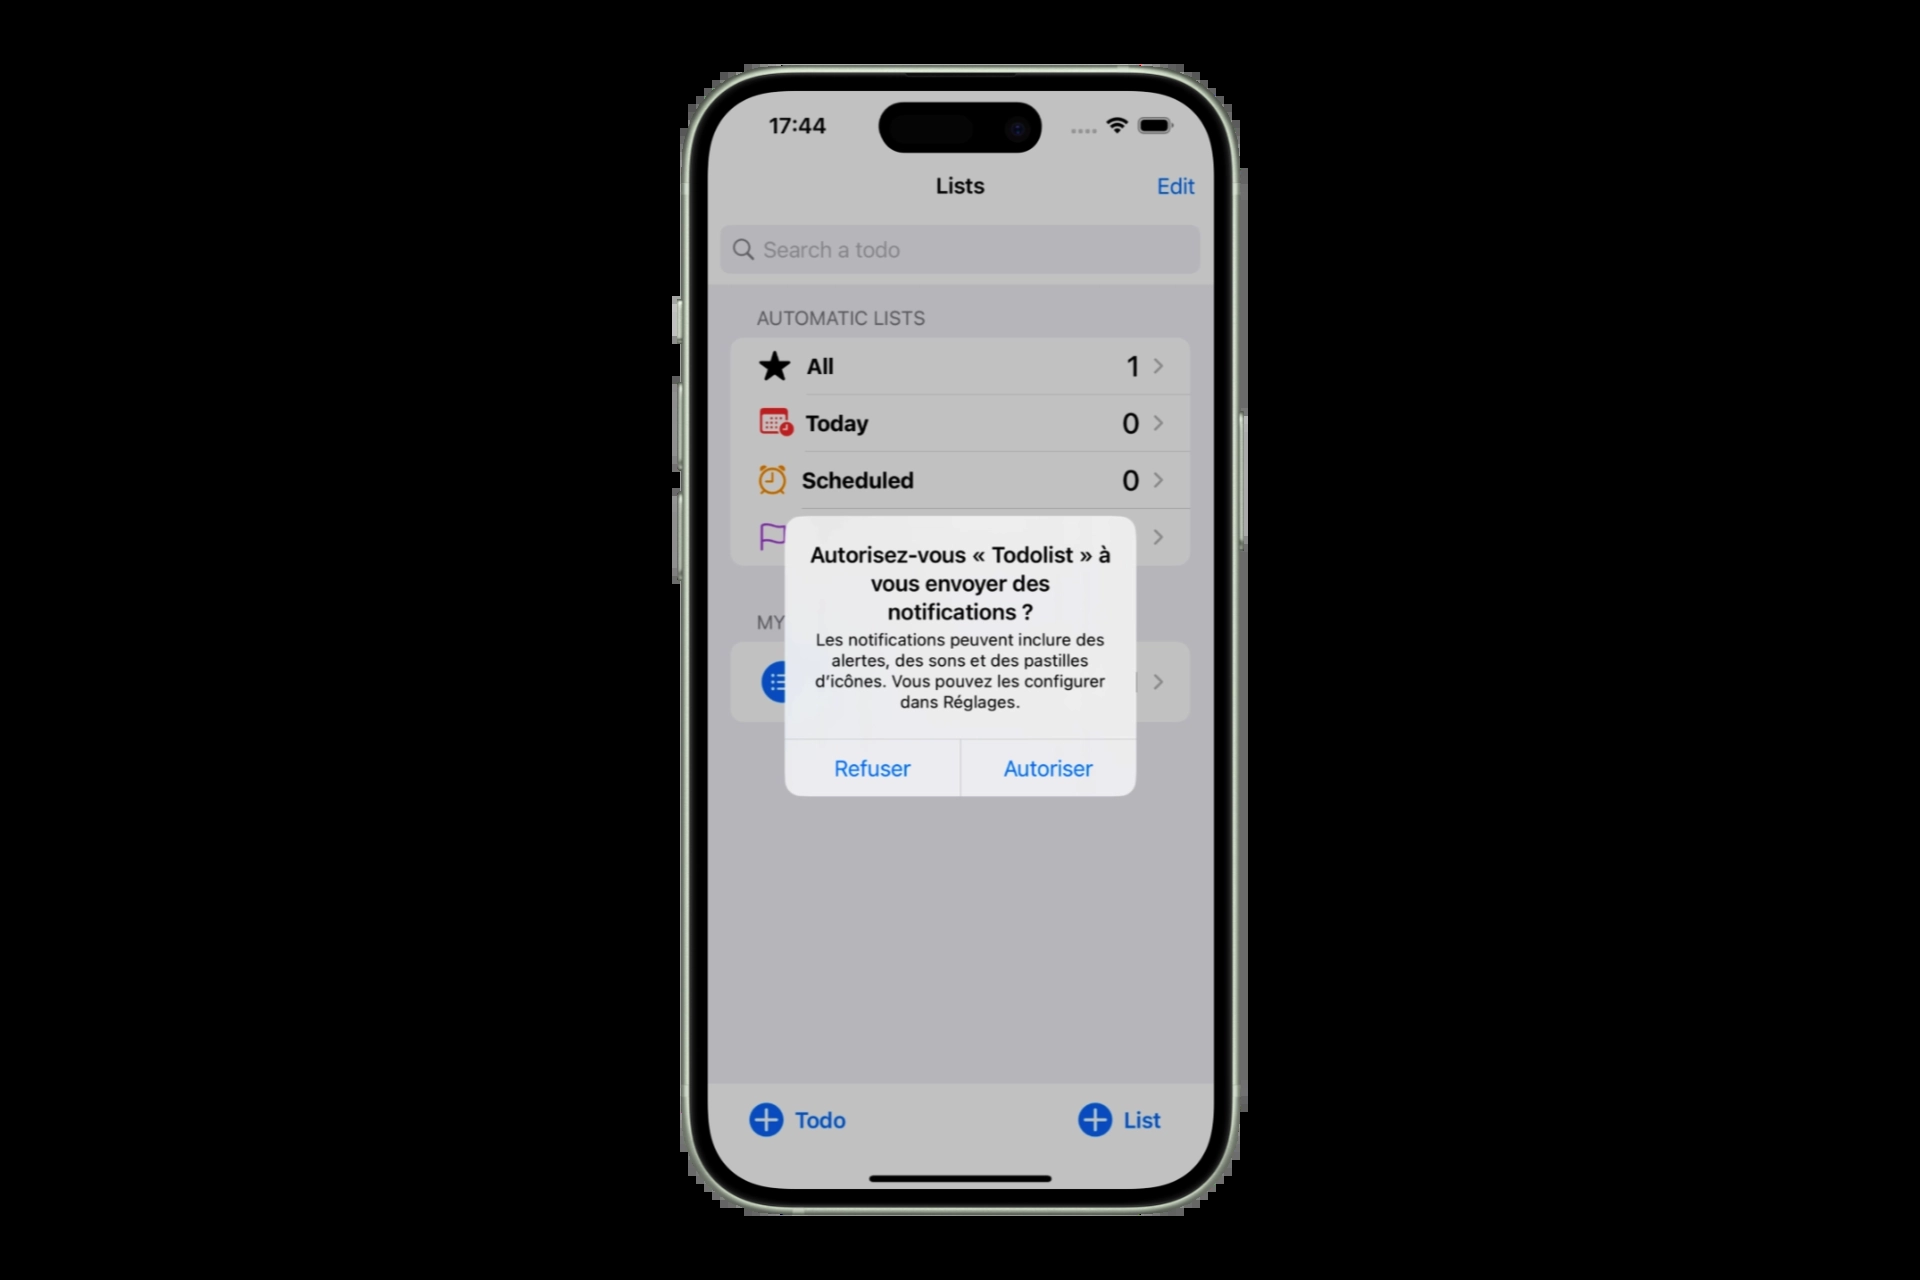 17:44
Lists
Edit
Search a todo
AUTOMATIC LISTS
All
1
Today
0
Scheduled
0
MY
Autorisez-vous « Todolist » à
vous envoyer des
notifications ?
Les notifications peuvent inclure des
alertes, des sons et des pastilles
d’icônes. Vous pouvez les configurer
dans Réglages.
Refuser
Autoriser
Todo
List